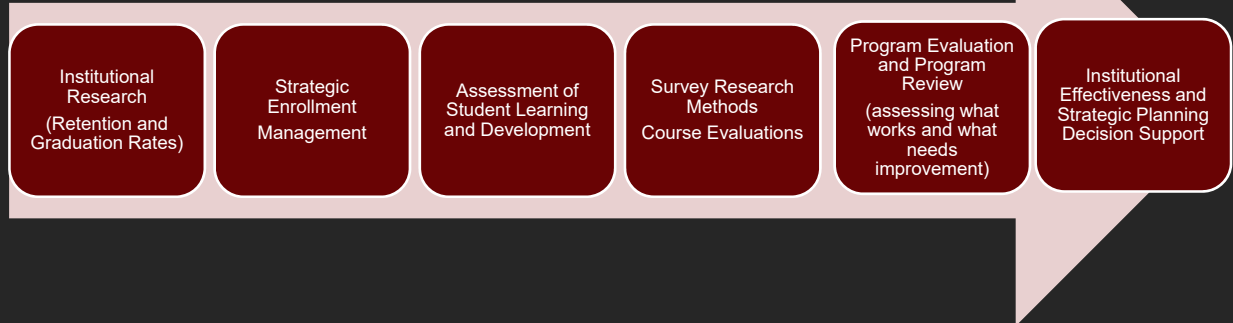 Institutional
Research
(Retention and
Graduation Rates)
Strategic
Enrollment
Management
Assessment of
Student Learning
and Development
Survey Research
Methods
Course Evaluations
Program Evaluation
and Program
Review
(assessing what
works and what
needs
improvement)
Institutional
Effectiveness and
Strategic Planning
Decision Support